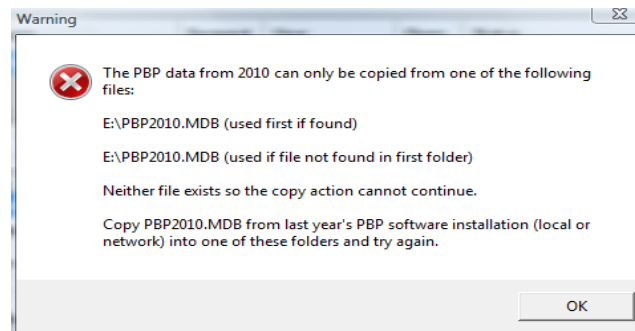 Warning
The PBP data from 2010 can only be copied from one of the following
files:
E:\PBP2010.MDB (used first if found)
E:\PBP2010.MDB (used if file not found in first folder)
Neither file exists so the copy action cannot continue.
Copy PBP2010.MDB from last year's PBP software installation (local or
network) into one of these folders and try again.
OK